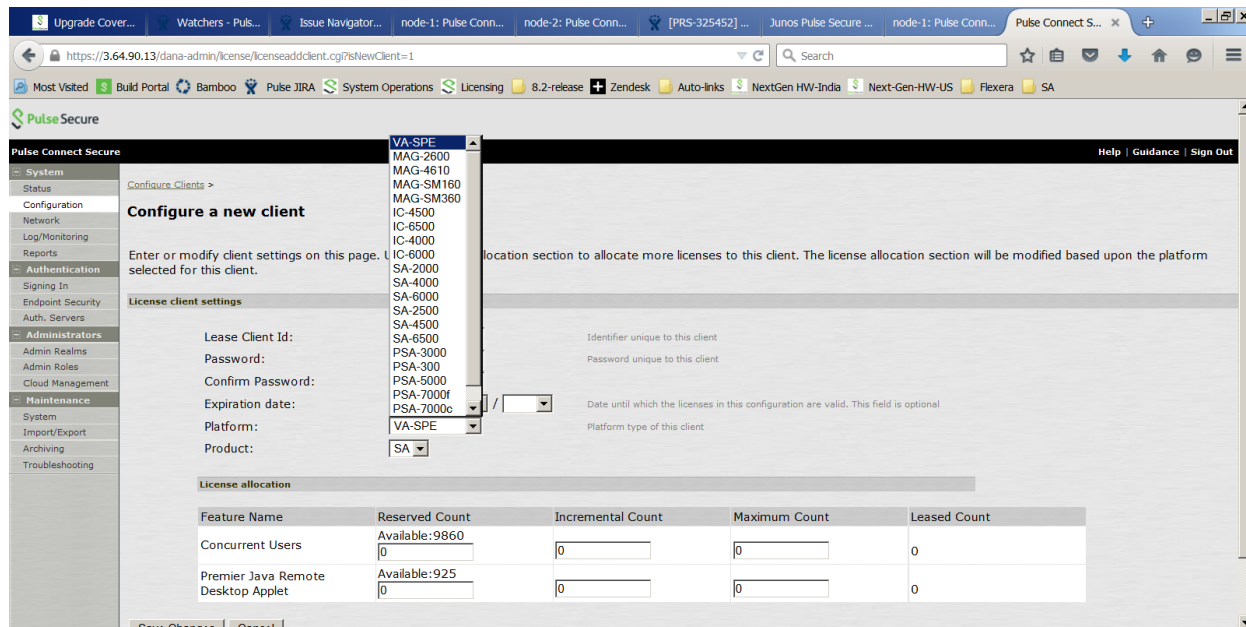 Upgrade Cover...
Watchers - Puls...
Issue Navigator...
node-1: Pulse Conn...
node-2: Pulse Conn...
[PRS-325452] ...
Junos Pulse Secure ...
node-1: Pulse Conn...
Pulse Connect S...
https://3.64.90.13/dana-admin/license/licenseaddclient.cgi?isNewClient=1
Search
Most Visited
Build Portal
Bamboo
Pulse JIRA
System Operations
Licensing
8.2-release
Zendesk
Auto-links
NextGen HW-India
Next-Gen-HW-US
Flexera
SA
Pulse Secure
Pulse Connect Secure
Help | Guidance | Sign Out
System
Status
Configuration
Network
Log/Monitoring
Reports
Authentication
Signing In
Endpoint Security
Auth. Servers
Administrators
Admin Realms
Admin Roles
Cloud Management
Maintenance
System
Import/Export
Archiving
Troubleshooting
Configure Clients >
Configure a new client
Enter or modify client settings on this page. location section to allocate more licenses to this client. The license allocation section will be modified based upon the platform
selected for this client.
License client settings
Lease Client Id:
Identifier unique to this client
Password:
Password unique to this client
Confirm Password:
Expiration date:
/
Date until which the licenses in this configuration are valid. This field is optional
Platform:
VA-SPE
Platform type of this client
Product:
SA
VA-SPE
MAG-2600
MAG-4610
MAG-SM160
MAG-SM360
IC-4500
IC-6500
IC-4000
IC-6000
SA-2000
SA-4000
SA-6000
SA-2500
SA-4500
SA-6500
PSA-3000
PSA-300
PSA-5000
PSA-7000f
PSA-7000c
License allocation
Feature Name Reserved Count Incremental Count Maximum Count Leased Count
Concurrent Users
Available:9860
0 0 0 0
Premier Java Remote
Desktop Applet
Available:925
0 0 0 0
Save Changes
Cancel